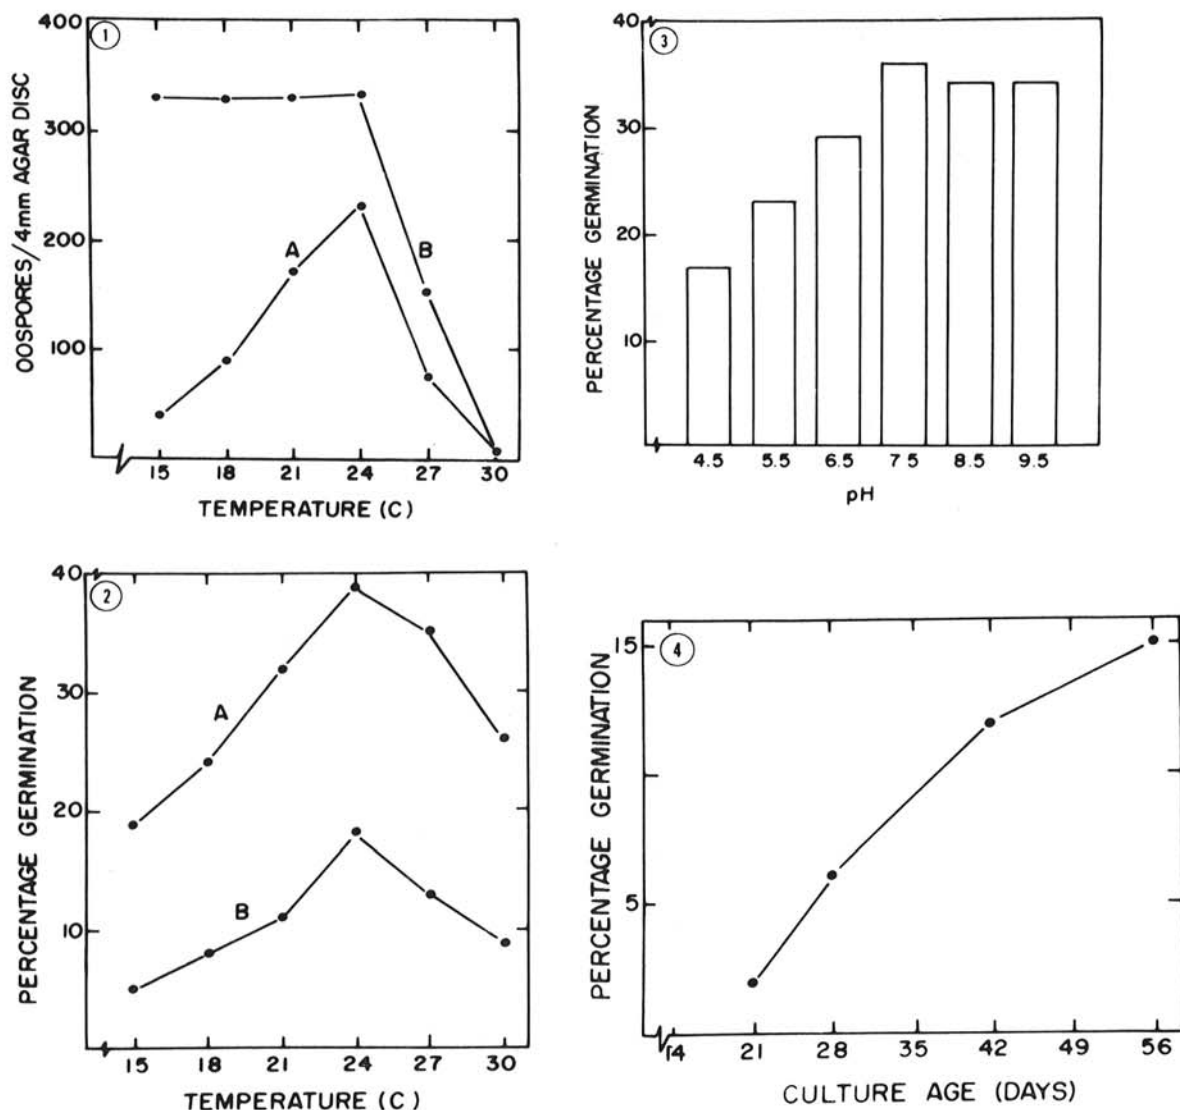 1
OOSPORES/4mm AGAR DISC
400
300
200
100
A
B
15 18 21 24 27 30
TEMPERATURE (C)
3
PERCENTAGE GERMINATION
40
30
20
10
4.5 5.5 6.5 7.5 8.5 9.5
pH
2
PERCENTAGE GERMINATION
40
30
20
10
A
B
15 18 21 24 27 30
TEMPERATURE (C)
4
PERCENTAGE GERMINATION
15
5
14 21 28 35 42 49 56
CULTURE AGE (DAYS)